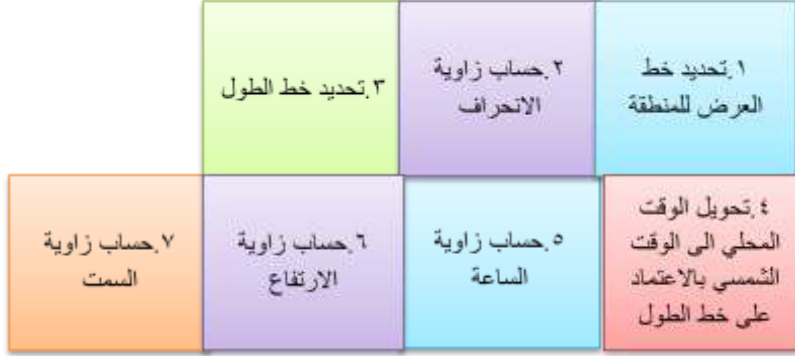 ١.تحديد خط
العرض للمنطقة
٢.حساب زاوية
الانحراف
٣.تحديد خط الطول
٤.تحويل الوقت
المحلي الى الوقت
الشمسي بالاعتماد
على خط الطول
٥.حساب زاوية
الساعة
٦.حساب زاوية
الارتفاع
٧.حساب زاوية
السمت